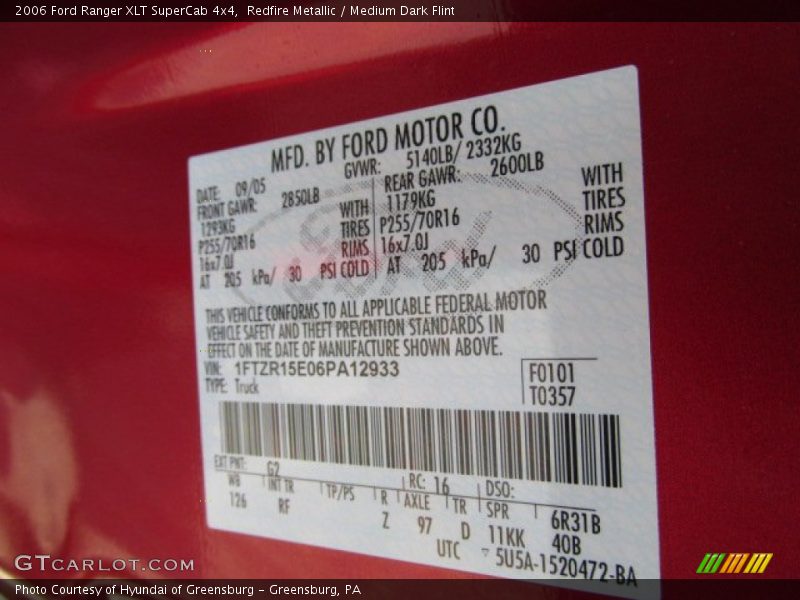 2006 Ford Ranger XLT SuperCab 4x4, Redfire Metallic / Medium Dark Flint
MFD. BY FORD MOTOR CO.
DATE: 09/05 GVWR: 5140LB/ 2332KG
FRONT GAWR: 2850LB REAR GAWR: 2600LB
1293KG WITH 1179KG WITH
P255/70R16 TIRES P255/70R16 TIRES
16x7.0J RIMS 16x7.0J RIMS
AT 205 kPa/ 30 PSI COLD AT 205 kPa/ 30 PSI COLD
Ford
THIS VEHICLE CONFORMS TO ALL APPLICABLE FEDERAL MOTOR
VEHICLE SAFETY AND THEFT PREVENTION STANDARDS IN
EFFECT ON THE DATE OF MANUFACTURE SHOWN ABOVE.
VIN: 1FTZR15E06PA12933
TYPE: Truck
F0101
T0357
EXT PNT: G2 RC: 16 DSO:
WB INT TR TP/PS R AXLE TR SPR 6R31B
126 RF Z 97 D 11KK 40B
UTC ▽ 5U5A-1520472-BA
GTCARLOT.COM
Photo Courtesy of Hyundai of Greensburg - Greensburg, PA